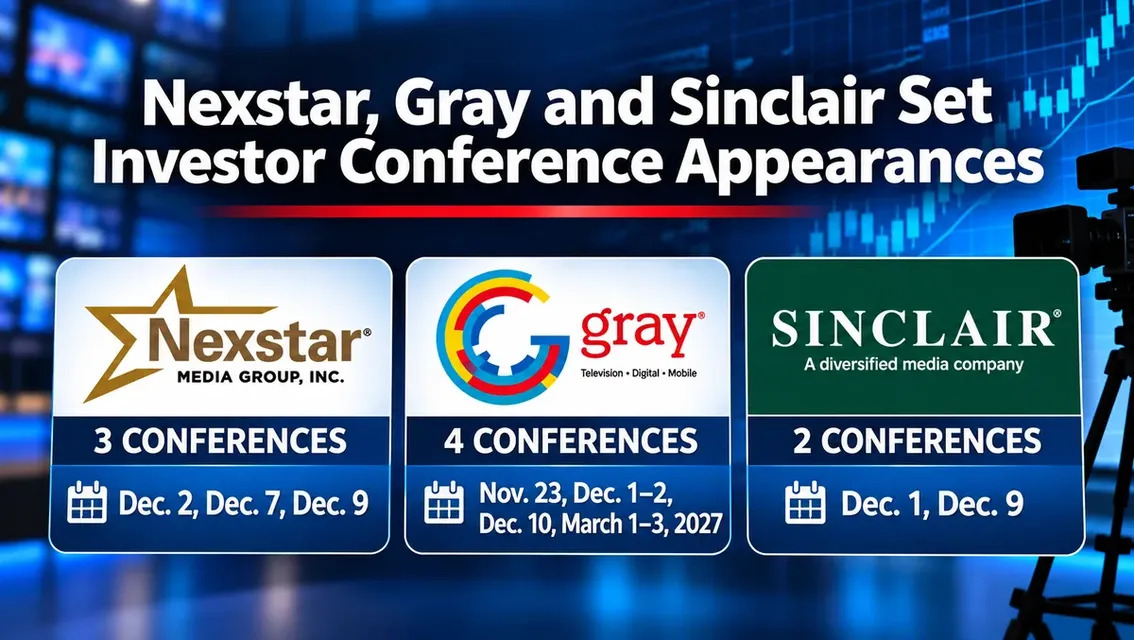 Nexstar, Gray and Sinclair Set
Investor Conference Appearances
Nexstar®
MEDIA GROUP, INC.
3 CONFERENCES
Dec. 2, Dec. 7, Dec. 9
gray®
Television • Digital • Mobile
4 CONFERENCES
Nov. 23, Dec. 1–2,
Dec. 10, March 1–3, 2027
SINCLAIR®
A diversified media company
2 CONFERENCES
Dec. 1, Dec. 9